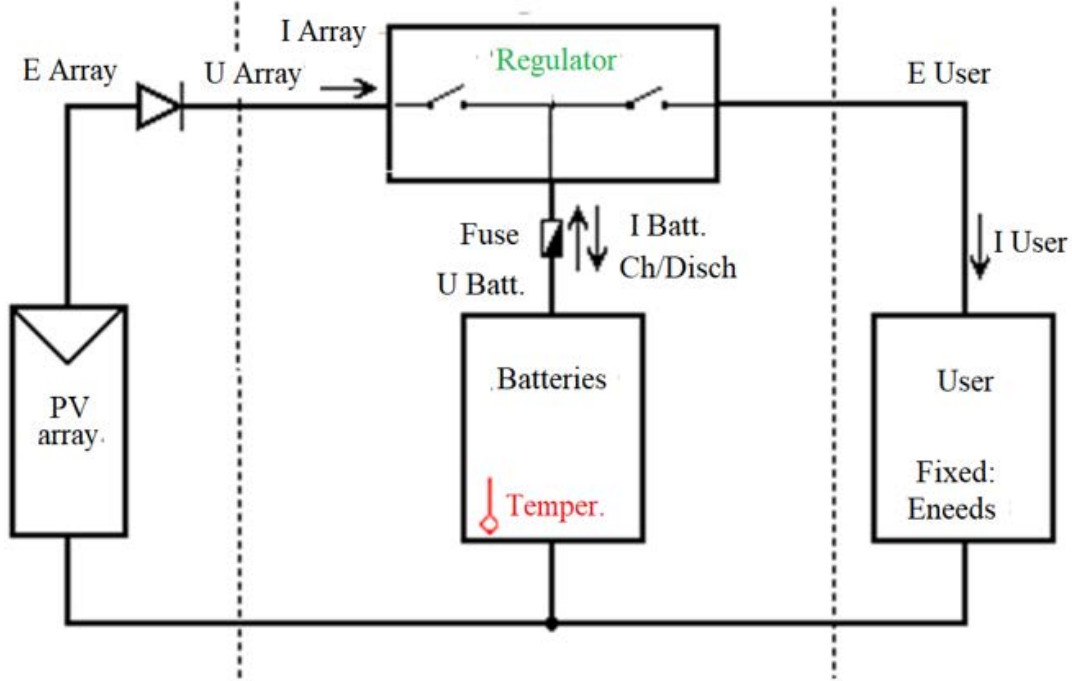 I Array
Regulator
E Array
U Array
E User
Fuse
I Batt.
Ch/Disch
U Batt.
I User
Batteries
Temper.
PV
array
User
Fixed:
Eneeds